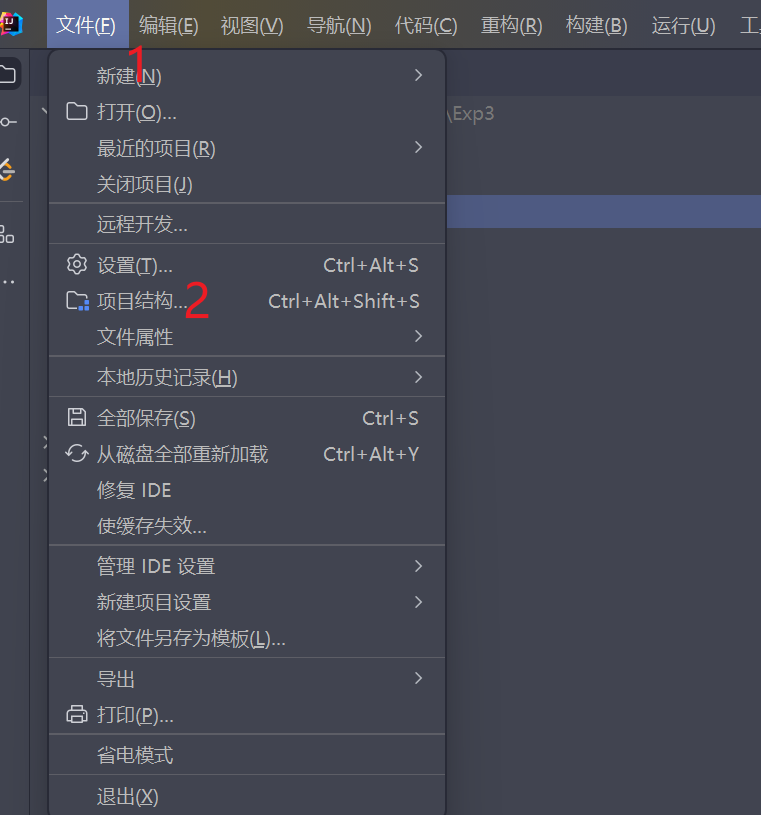 文件(F) 编辑(E) 视图(V) 导航(N) 代码(C) 重构(R) 构建(B) 运行(U)
1
新建(N)
打开(O)...
\Exp3
最近的项目(R)
关闭项目(J)
远程开发...
设置(T)... Ctrl+Alt+S
项目结构... 2 Ctrl+Alt+Shift+S
文件属性
本地历史记录(H)
全部保存(S) Ctrl+S
从磁盘全部重新加载 Ctrl+Alt+Y
修复 IDE
使缓存失效...
管理 IDE 设置
新建项目设置
将文件另存为模板(L)...
导出
打印(P)...
省电模式
退出(X)